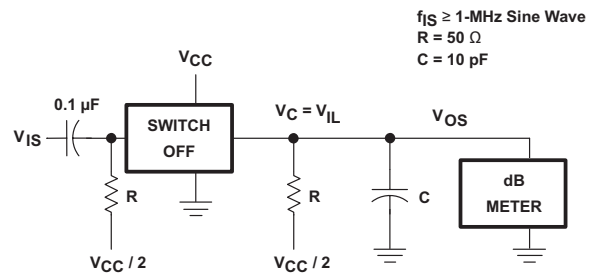 fIS ≥ 1-MHz Sine Wave
R = 50 Ω
C = 10 pF
VCC
0.1 µF
VC = VIL
VOS
VIS
SWITCH
OFF
dB
METER
R
R
C
VCC / 2
VCC / 2